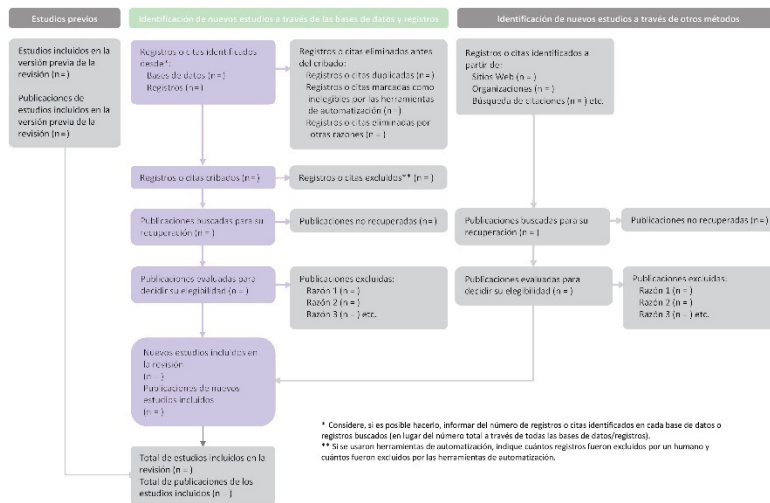 Estudios previos
Identificación de nuevos estudios a través de las bases de datos y registros
Identificación de nuevos estudios a través de otros métodos
Estudios incluidos en la
versión previa de la
revisión (n= )
Publicaciones de
estudios incluidos en la
versión previa de la
revisión (n= )
Registros o citas identificados
desde*:
Bases de datos (n= )
Registros (n= )
Registros o citas eliminados antes
del cribado:
Registros o citas duplicadas (n = )
Registros o citas marcadas como
inelegibles por las herramientas
de automatización (n = )
Registros o citas eliminadas por
otras razones (n = )
Registros o citas identificados a
partir de:
Sitios Web (n = )
Organizaciones (n = )
Búsqueda de citaciones (n = ) etc.
Registros o citas cribados (n= )
Registros o citas excluidos** (n = )
Publicaciones buscadas para su
recuperación (n = )
Publicaciones no recuperadas (n= )
Publicaciones buscadas para su
recuperación (n = )
Publicaciones no recuperadas (n = )
Publicaciones evaluadas para
decidir su elegibilidad (n = )
Publicaciones excluidas:
Razón 1 (n = )
Razón 2 (n = )
Razón 3 (n = ) etc.
Publicaciones evaluadas para
decidir su elegibilidad (n = )
Publicaciones excluidas:
Razón 1 (n = )
Razón 2 (n = )
Razón 3 (n = ) etc.
Nuevos estudios incluidos en
la revisión
(n = )
Publicaciones de nuevos
estudios incluidos
(n = )
Total de estudios incluidos en la
revisión (n = )
Total de publicaciones de los
estudios incluidos (n = )
* Considere, si es posible hacerlo, informar del número de registros o citas identificados en cada base de datos o
registros buscados (en lugar del número total a través de todas las bases de datos/registros).
** Si se usaron herramientas de automatización, indique cuántos registros fueron excluidos por un humano y
cuántos fueron excluidos por las herramientas de automatización.